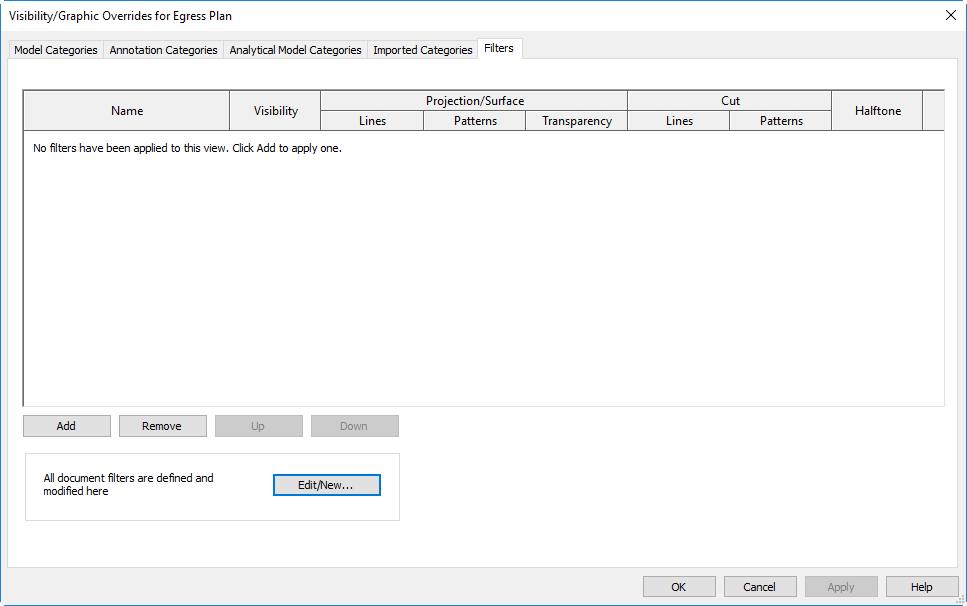 Visibility/Graphic Overrides for Egress Plan
Model Categories Annotation Categories Analytical Model Categories Imported Categories Filters
Name Visibility Projection/Surface Cut Halftone
Lines Patterns Transparency Lines Patterns
No filters have been applied to this view. Click Add to apply one.
Add Remove Up Down
All document filters are defined and
modified here
Edit/New...
OK Cancel Apply Help